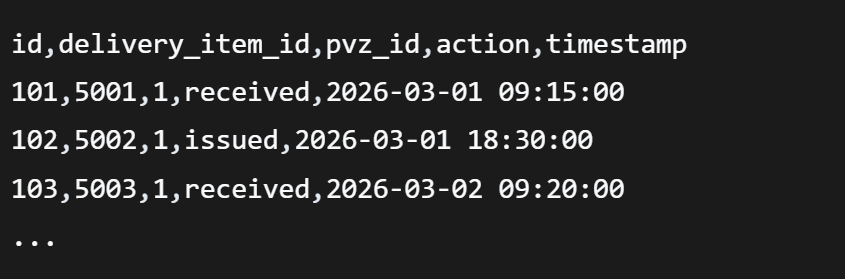 id,delivery_item_id,pvz_id,action,timestamp
101,5001,1,received,2026-03-01 09:15:00
102,5002,1,issued,2026-03-01 18:30:00
103,5003,1,received,2026-03-02 09:20:00
...